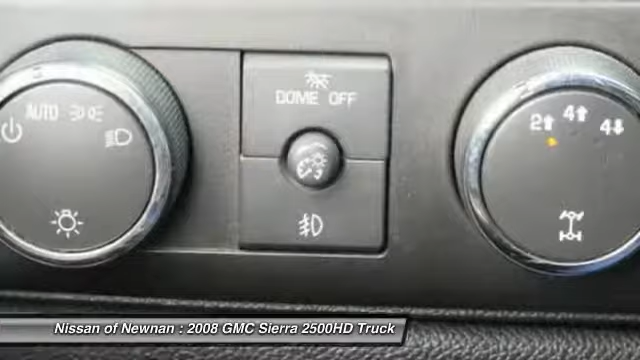 AUTO
DOME OFF
2↑ 4↑ 4↓
Nissan of Newnan : 2008 GMC Sierra 2500HD Truck